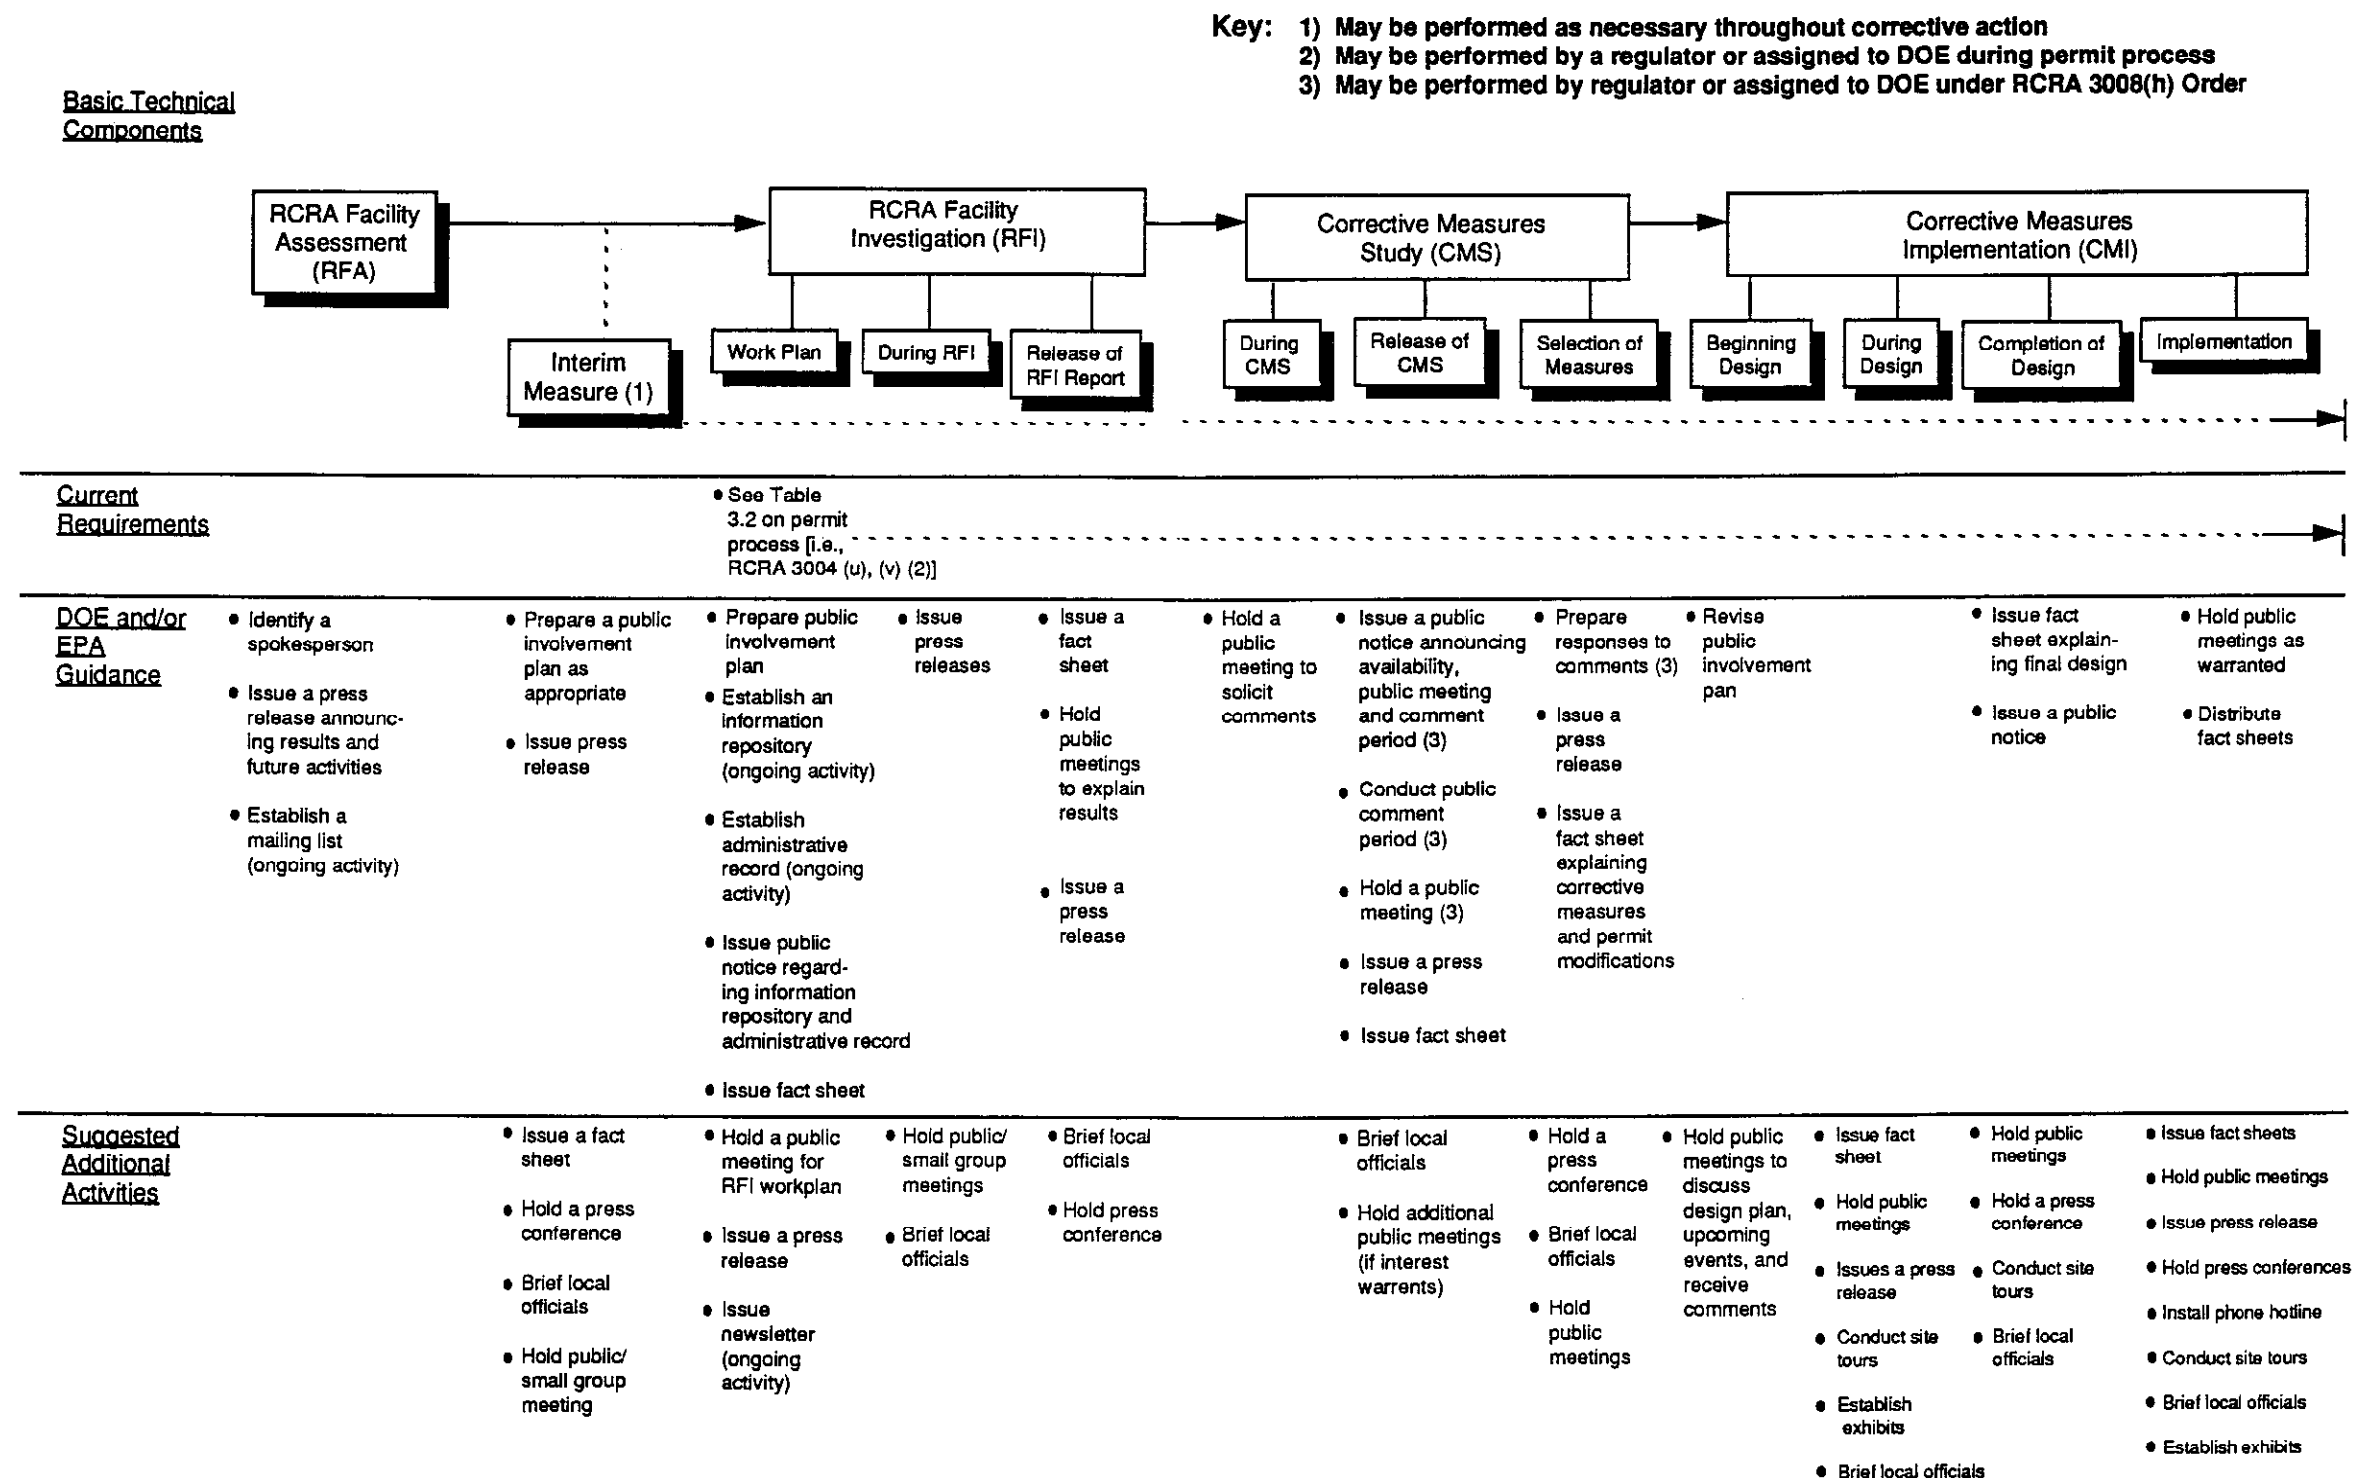 Key: 1) May be performed as necessary throughout corrective action
2) May be performed by a regulator or assigned to DOE during permit process
3) May be performed by regulator or assigned to DOE under RCRA 3008(h) Order
Basic Technical
Components
RCRA Facility
Assessment
(RFA)
RCRA Facility
Investigation (RFI)
Corrective Measures
Study (CMS)
Corrective Measures
Implementation (CMI)
Interim
Measure (1)
Work Plan
During RFI
Release of
RFI Report
During
CMS
Release of
CMS
Selection of
Measures
Beginning
Design
During
Design
Completion of
Design
Implementation
Current
Requirements
• See Table
3.2 on permit
process [i.e.,
RCRA 3004 (u), (v) (2)]
DOE and/or
EPA
Guidance
• Identify a
spokesperson
• Issue a press
release announc-
ing results and
future activities
• Establish a
mailing list
(ongoing activity)
• Prepare a public
involvement
plan as
appropriate
• Issue press
release
• Prepare public
involvement
plan
• Establish an
information
repository
(ongoing activity)
• Establish
administrative
record (ongoing
activity)
• Issue public
notice regard-
ing information
repository and
administrative record
• Issue fact sheet
• Issue
press
releases
• Issue a
fact
sheet
• Hold
public
meetings
to explain
results
• Issue a
press
release
• Hold a
public
meeting to
solicit
comments
• Issue a public
notice announcing
availability,
public meeting
and comment
period (3)
• Conduct public
comment
period (3)
• Hold a public
meeting (3)
• Issue a press
release
• Issue fact sheet
• Prepare
responses to
comments (3)
• Issue a
press
release
• Issue a
fact sheet
explaining
corrective
measures
and permit
modifications
• Revise
public
involvement
pan
• Issue fact
sheet explain-
ing final design
• Issue a public
notice
• Hold public
meetings as
warranted
• Distribute
fact sheets
Suggested
Additional
Activities
• Issue a fact
sheet
• Hold a press
conference
• Brief local
officials
• Hold public/
small group
meeting
• Hold a public
meeting for
RFI workplan
• Issue a press
release
• Issue
newsletter
(ongoing
activity)
• Hold public/
small group
meetings
• Brief local
officials
• Brief local
officials
• Hold press
conference
• Brief local
officials
• Hold additional
public meetings
(if interest
warrents)
• Hold a
press
conference
• Brief local
officials
• Hold
public
meetings
• Hold public
meetings to
discuss
design plan,
upcoming
events, and
receive
comments
• Issue fact
sheet
• Hold public
meetings
• Issues a press
release
• Conduct site
tours
• Establish
exhibits
• Brief local officials
• Hold public
meetings
• Hold a press
conference
• Conduct site
tours
• Brief local
officials
• Issue fact sheets
• Hold public meetings
• Issue press release
• Hold press conferences
• Install phone hotline
• Conduct site tours
• Brief local officials
• Establish exhibits